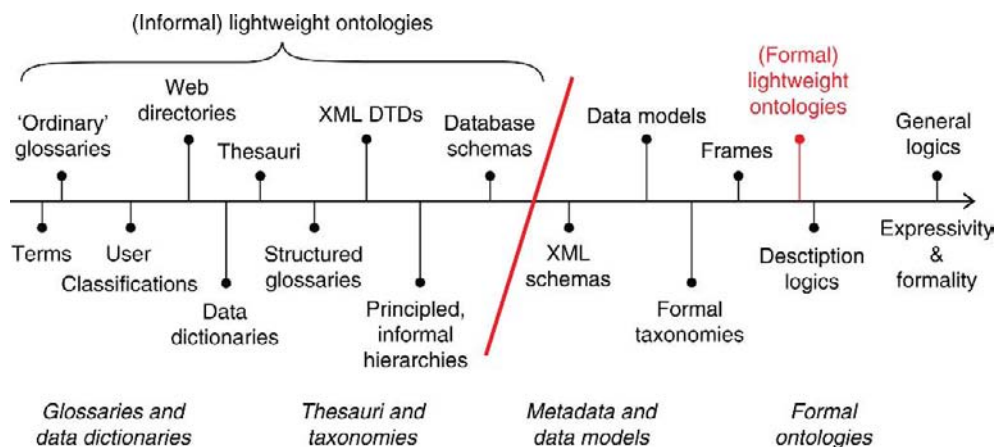 (Informal) lightweight ontologies
(Formal)
lightweight
ontologies
Web
directories
XML DTDs
'Ordinary'
glossaries
Thesauri
Database
schemas
Data models
Frames
General
logics
Terms
User
Classifications
Data
dictionaries
Structured
glossaries
Principled,
informal
hierarchies
XML
schemas
Formal
taxonomies
Desctiption
logics
Expressivity
&
formality
Glossaries and
data dictionaries
Thesauri and
taxonomies
Metadata and
data models
Formal
ontologies